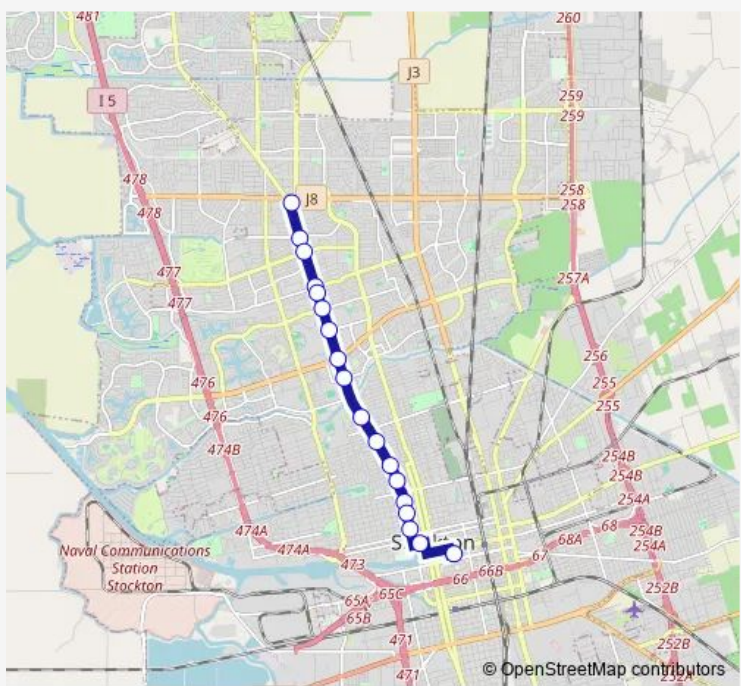 481
260
J3
I 5
259
259
478
478
J8
258
258
477
477
257A
476
476
256
255
255
474B
254B
254B
474A
474A
254A
Naval Communications
Station
Stockton
473
68A
68
254B
254A
67
66B
66
65C
65A
65B
252B
471
471
252B
252A
© OpenStreetMap contributors